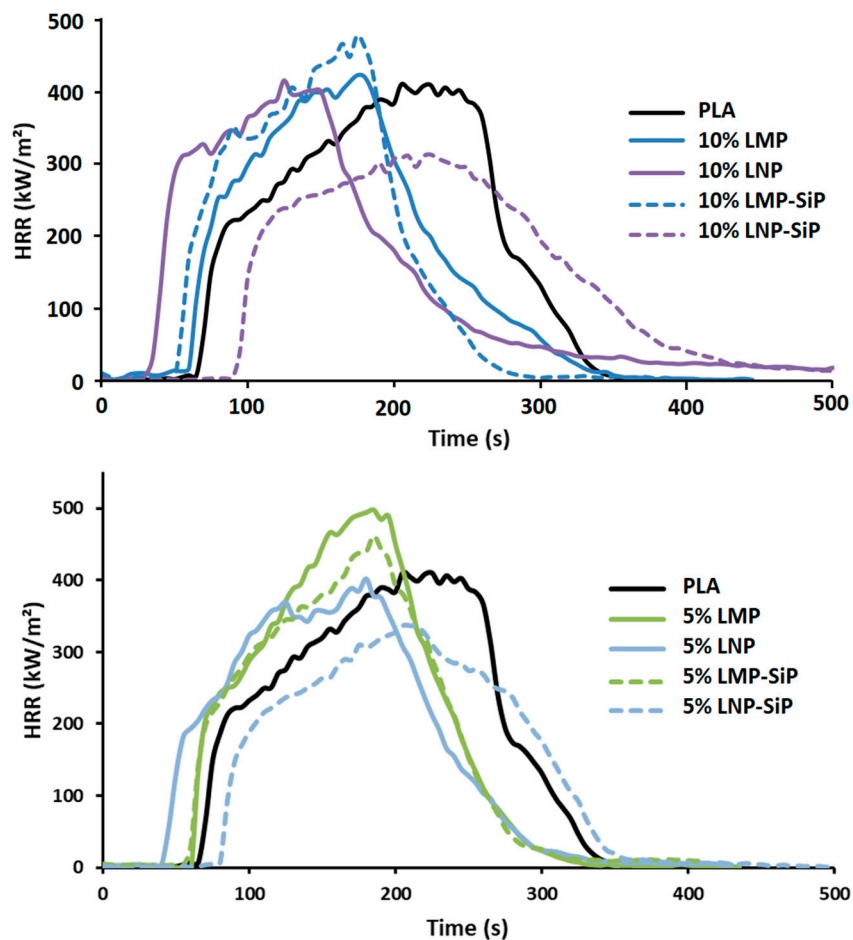 500
400
300
200
100
0
HRR (kW/m²)
PLA
10% LMP
10% LNP
10% LMP-SiP
10% LNP-SiP
0 100 200 300 400 500
Time (s)
500
400
300
200
100
0
HRR (kW/m²)
PLA
5% LMP
5% LNP
5% LMP-SiP
5% LNP-SiP
0 100 200 300 400 500
Time (s)